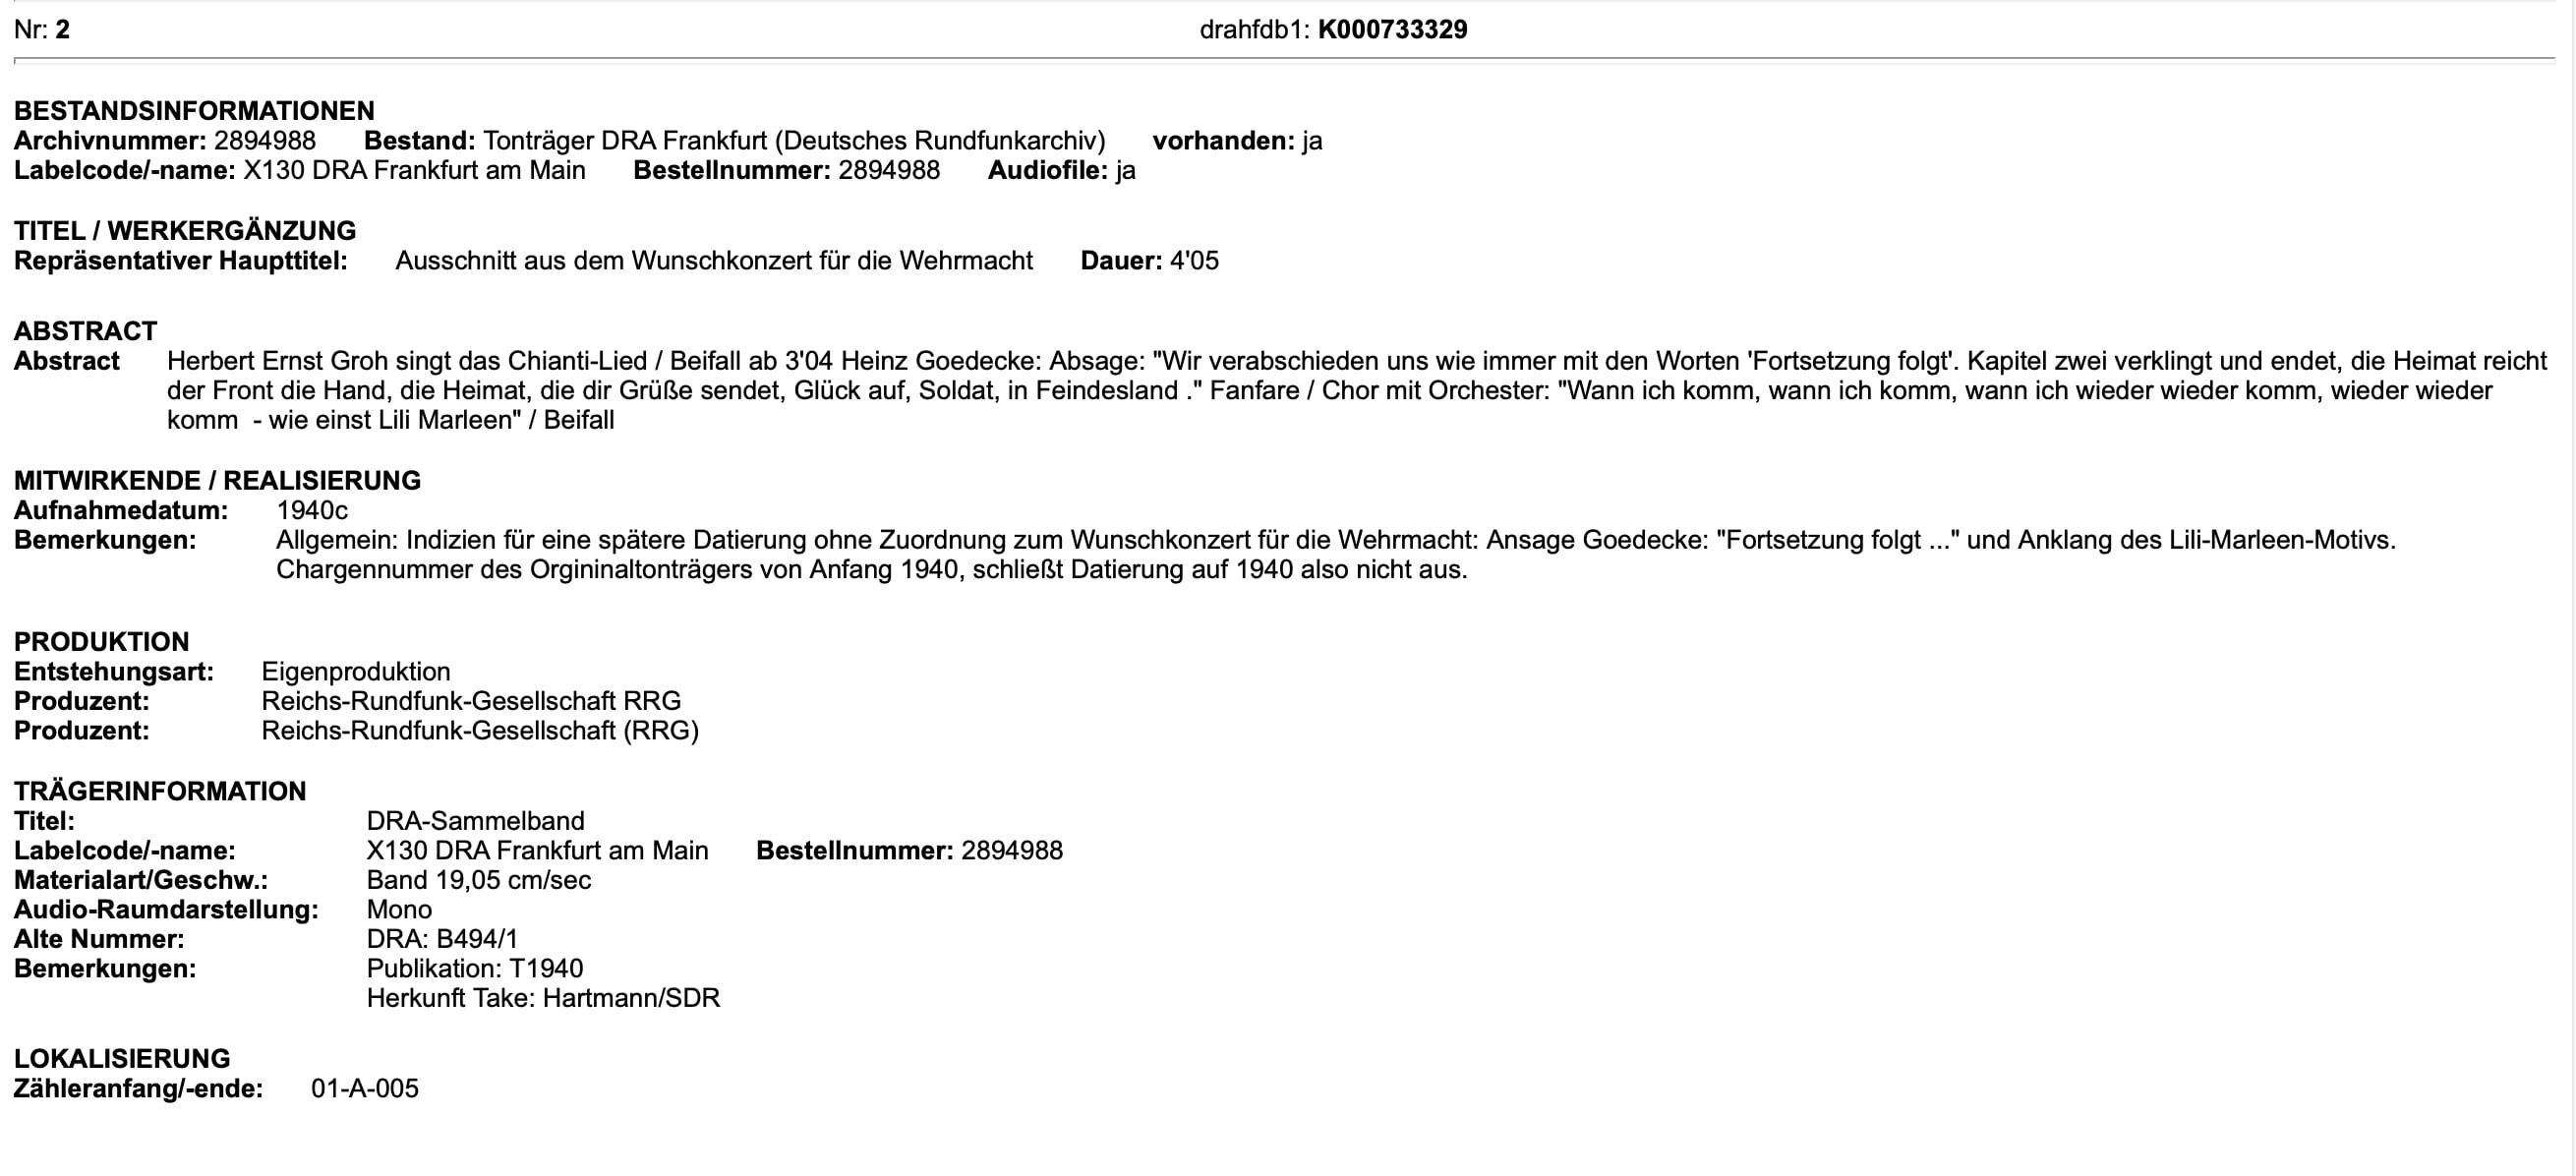 Nr: 2 drahfdb1: K000733329
BESTANDSINFORMATIONEN
Archivnummer: 2894988 Bestand: Tonträger DRA Frankfurt (Deutsches Rundfunkarchiv) vorhanden: ja
Labelcode/-name: X130 DRA Frankfurt am Main Bestellnummer: 2894988 Audiofile: ja
TITEL / WERKERGÄNZUNG
Repräsentativer Haupttitel: Ausschnitt aus dem Wunschkonzert für die Wehrmacht Dauer: 4'05
ABSTRACT
Abstract Herbert Ernst Groh singt das Chianti-Lied / Beifall ab 3'04 Heinz Goedecke: Absage: "Wir verabschieden uns wie immer mit den Worten 'Fortsetzung folgt'. Kapitel zwei verklingt und endet, die Heimat reicht
der Front die Hand, die Heimat, die dir Grüße sendet, Glück auf, Soldat, in Feindesland ." Fanfare / Chor mit Orchester: "Wann ich komm, wann ich komm, wann ich wieder wieder komm, wieder wieder
komm - wie einst Lili Marleen" / Beifall
MITWIRKENDE / REALISIERUNG
Aufnahmedatum: 1940c
Bemerkungen: Allgemein: Indizien für eine spätere Datierung ohne Zuordnung zum Wunschkonzert für die Wehrmacht: Ansage Goedecke: "Fortsetzung folgt ..." und Anklang des Lili-Marleen-Motivs.
Chargennummer des Orgininaltonträgers von Anfang 1940, schließt Datierung auf 1940 also nicht aus.
PRODUKTION
Entstehungsart: Eigenproduktion
Produzent: Reichs-Rundfunk-Gesellschaft RRG
Produzent: Reichs-Rundfunk-Gesellschaft (RRG)
TRÄGERINFORMATION
Titel: DRA-Sammelband
Labelcode/-name: X130 DRA Frankfurt am Main Bestellnummer: 2894988
Materialart/Geschw.: Band 19,05 cm/sec
Audio-Raumdarstellung: Mono
Alte Nummer: DRA: B494/1
Bemerkungen: Publikation: T1940
Herkunft Take: Hartmann/SDR
LOKALISIERUNG
Zähleranfang/-ende: 01-A-005